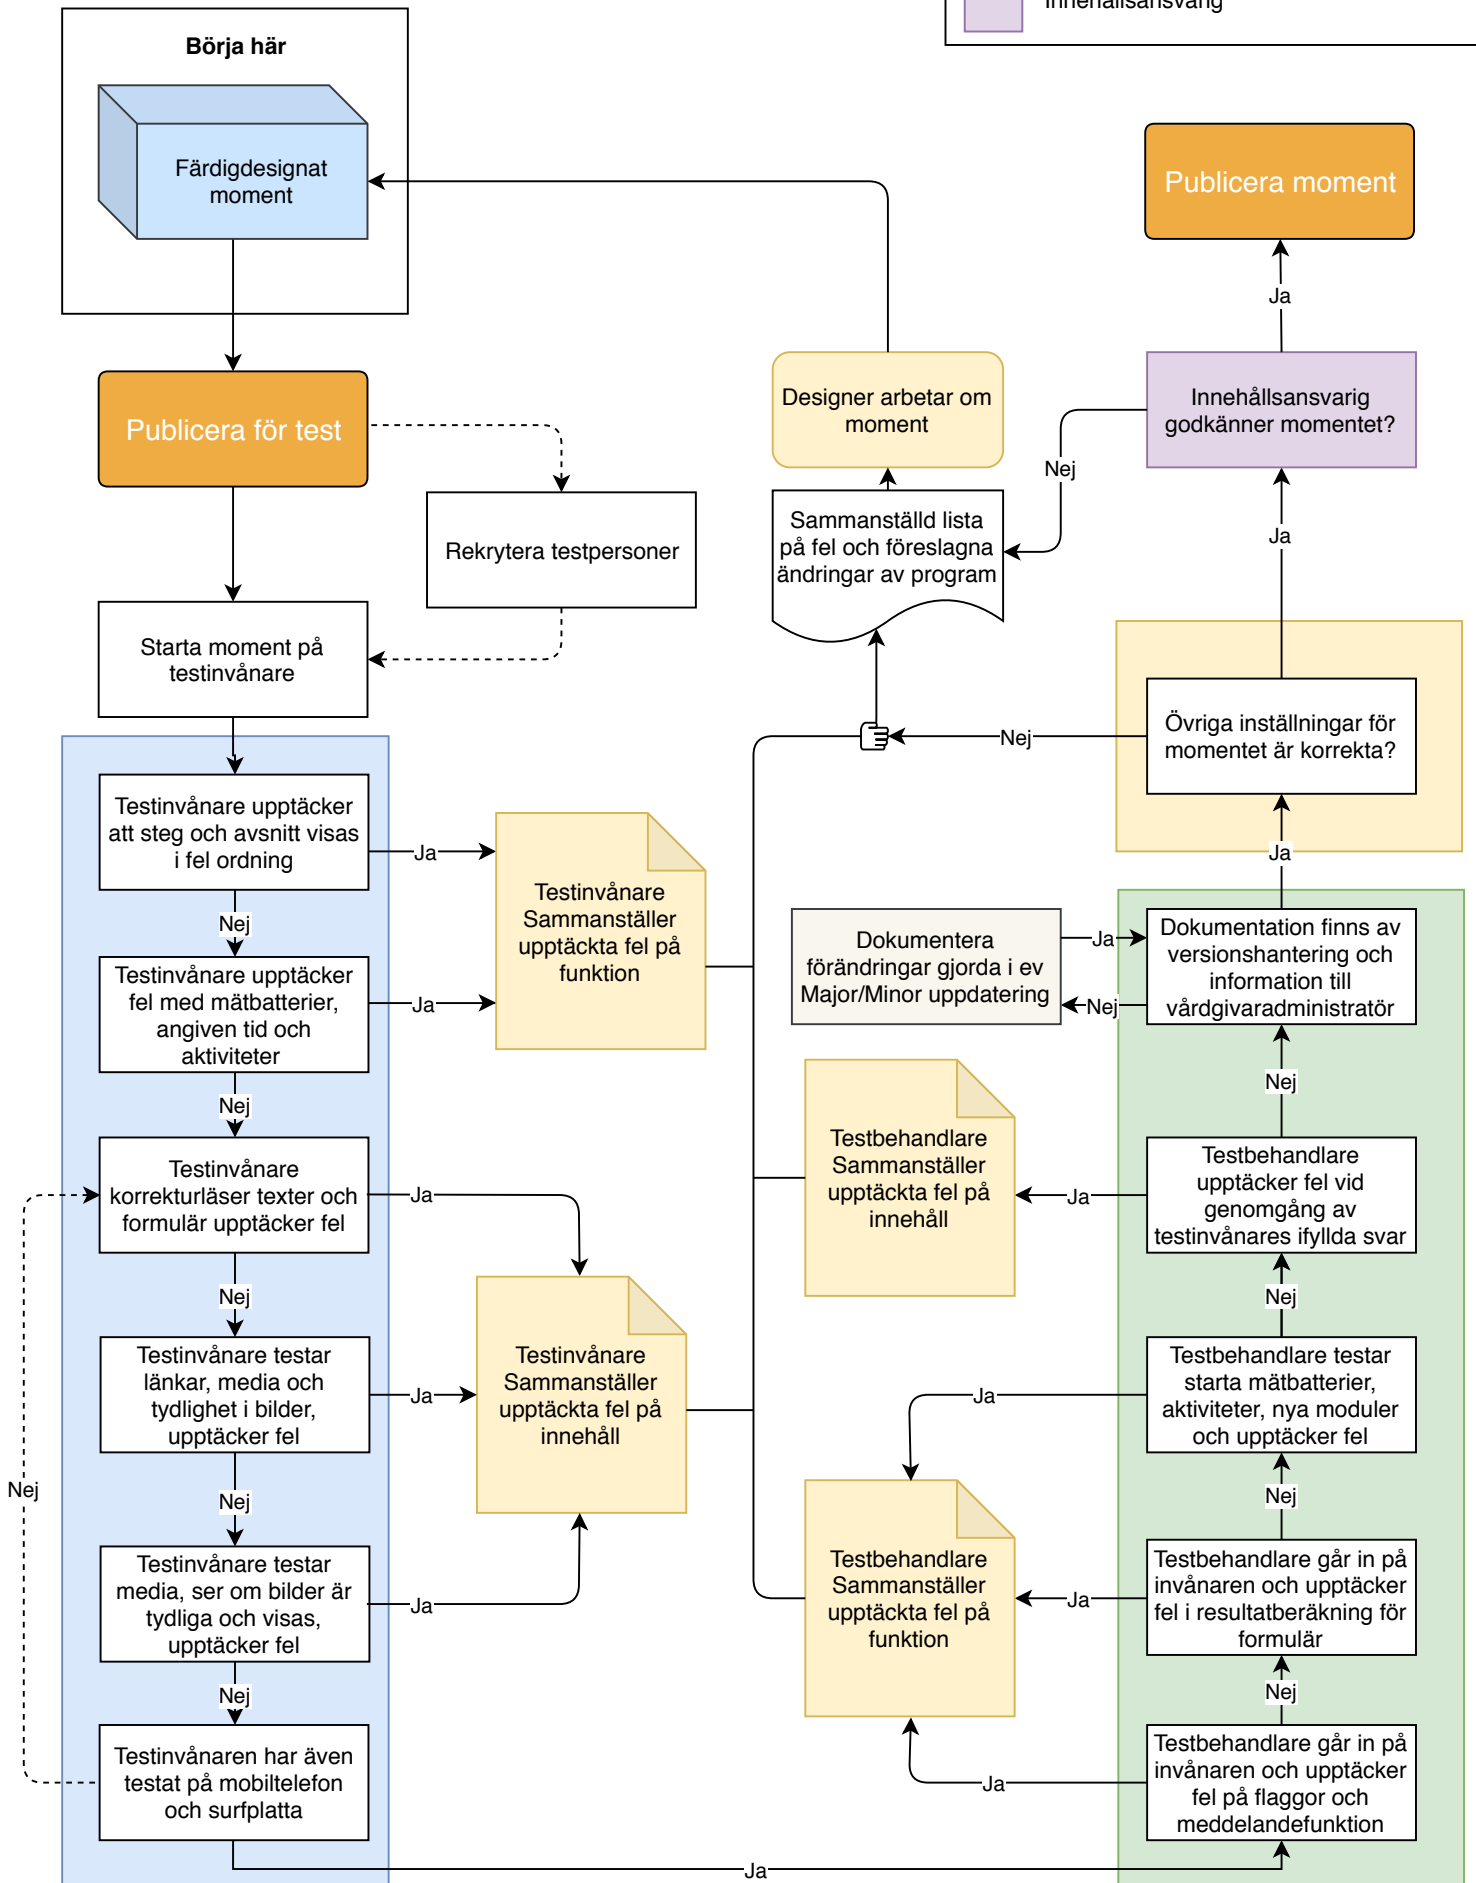 Innehållsansvarig
Börja här
Färdigdesignat
moment
Publicera moment
Ja
Publicera för test
Designer arbetar om
moment
Innehållsansvarig
godkänner momentet?
Nej
Rekrytera testpersoner
Sammanställd lista
på fel och föreslagna
ändringar av program
Ja
Starta moment på
testinvånare
Övriga inställningar för
momentet är korrekta?
Nej
Testinvånare upptäcker
att steg och avsnitt visas
i fel ordning
Ja
Ja
Nej
Testinvånare
Sammanställer
upptäckta fel på
funktion
Dokumentera
förändringar gjorda i ev
Major/Minor uppdatering
Ja
Nej
Dokumentation finns av
versionshantering och
information till
vårdgivaradministratör
Testinvånare upptäcker
fel med mätbatterier,
angiven tid och
aktiviteter
Ja
Nej
Nej
Testinvånare
korrekturläser texter och
formulär upptäcker fel
Ja
Testbehandlare
Sammanställer
upptäckta fel på
innehåll
Ja
Testbehandlare
upptäcker fel vid
genomgång av
testinvånares ifyllda svar
Nej
Nej
Testinvånare testar
länkar, media och
tydlighet i bilder,
upptäcker fel
Ja
Testinvånare
Sammanställer
upptäckta fel på
innehåll
Ja
Testbehandlare testar
starta mätbatterier,
aktiviteter, nya moduler
och upptäcker fel
Nej
Nej
Nej
Testinvånare testar
media, ser om bilder är
tydliga och visas,
upptäcker fel
Ja
Testbehandlare
Sammanställer
upptäckta fel på
funktion
Ja
Testbehandlare går in på
invånaren och upptäcker
fel i resultatberäkning för
formulär
Nej
Nej
Testinvånaren har även
testat på mobiltelefon
och surfplatta
Ja
Testbehandlare går in på
invånaren och upptäcker
fel på flaggor och
meddelandefunktion
Ja